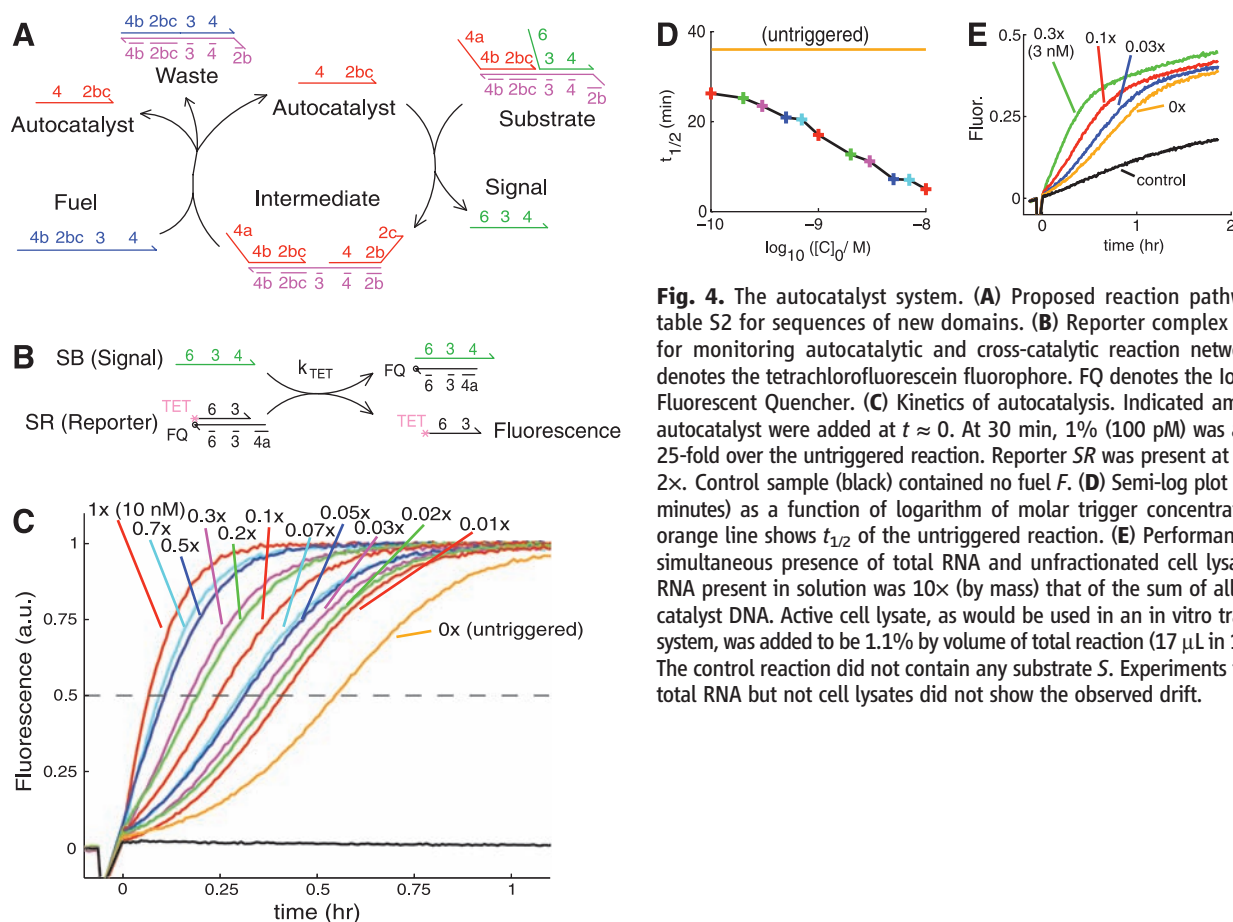 A
4b 2bc 3 4
4b 2bc 3 4 2b
Waste
4 2bc
Autocatalyst
4 2bc
Autocatalyst
4a
4b 2bc
6
3 4
4b 2bc 3 4 2b
Substrate
Fuel
4b 2bc 3 4
Intermediate
4a
4b 2bc
4 2b
2c
4b 2bc 3 4 2b
Signal
6 3 4
B
SB (Signal)
6 3 4
SR (Reporter)
TET
6 3
FQ
6 3 4a
kTET
6 3 4
FQ
6 3 4a
TET
6 3
Fluorescence
C
1x (10 nM)
0.7x
0.5x
0.3x
0.2x
0.1x
0.07x
0.05x
0.03x
0.02x
0.01x
0x (untriggered)
Fluorescence (a.u.)
1
0.75
0.5
0.25
0
0 0.25 0.5 0.75 1
time (hr)
D
(untriggered)
t1/2 (min)
40
20
0
-10 -9 -8
log10 ([C]0/ M)
E
0.3x
(3 nM)
0.1x
0.03x
0x
control
Fluor.
0.5
0.25
0
0 1 2
time (hr)
Fig. 4. The autocatalyst system. (A) Proposed reaction pathw
table S2 for sequences of new domains. (B) Reporter complex
for monitoring autocatalytic and cross-catalytic reaction netw
denotes the tetrachlorofluorescein fluorophore. FQ denotes the Io
Fluorescent Quencher. (C) Kinetics of autocatalysis. Indicated am
autocatalyst were added at t ≈ 0. At 30 min, 1% (100 pM) was a
25-fold over the untriggered reaction. Reporter SR was present at
2×. Control sample (black) contained no fuel F. (D) Semi-log plot
minutes) as a function of logarithm of molar trigger concentrat
orange line shows t1/2 of the untriggered reaction. (E) Performan
simultaneous presence of total RNA and unfractionated cell lysa
RNA present in solution was 10× (by mass) that of the sum of all
catalyst DNA. Active cell lysate, as would be used in an in vitro tra
system, was added to be 1.1% by volume of total reaction (17 μL in 1
The control reaction did not contain any substrate S. Experiments
total RNA but not cell lysates did not show the observed drift.